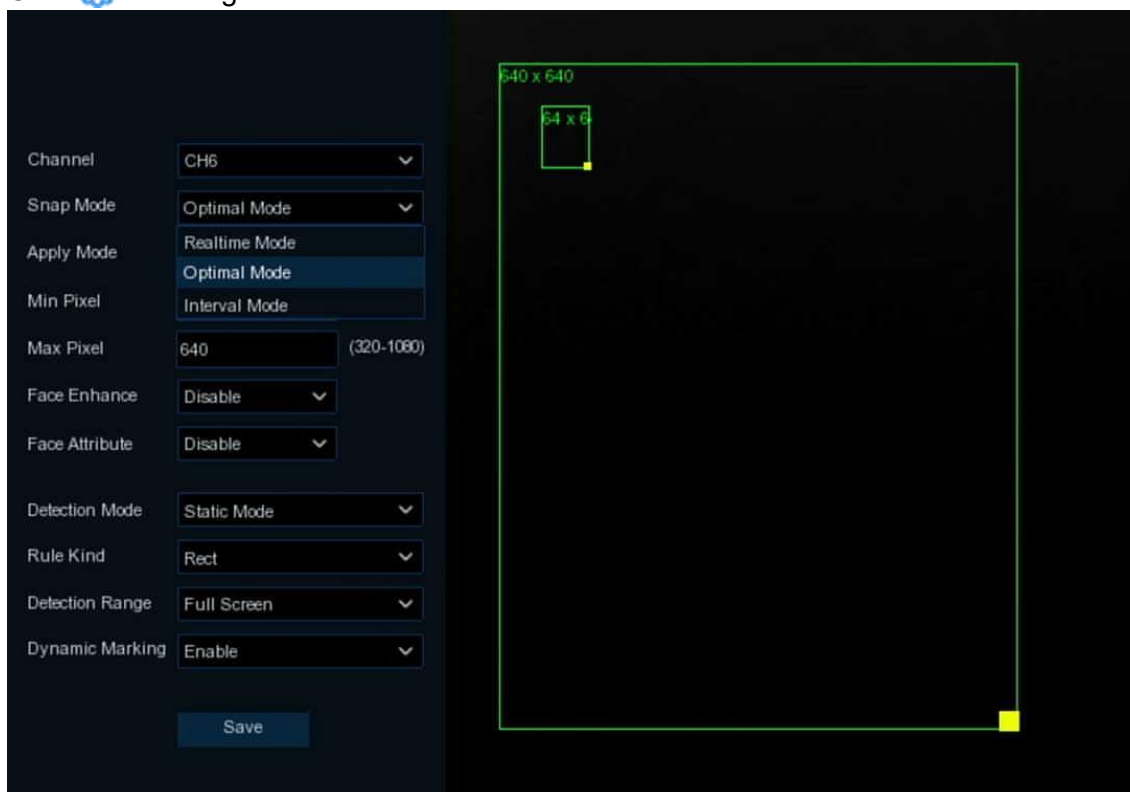 640 x 640
64 x 6
Channel CH6
Snap Mode Optimal Mode
Realtime Mode
Apply Mode
Optimal Mode
Min Pixel
Interval Mode
Max Pixel 640 (320-1080)
Face Enhance Disable
Face Attribute Disable
Detection Mode Static Mode
Rule Kind Rect
Detection Range Full Screen
Dynamic Marking Enable
Save